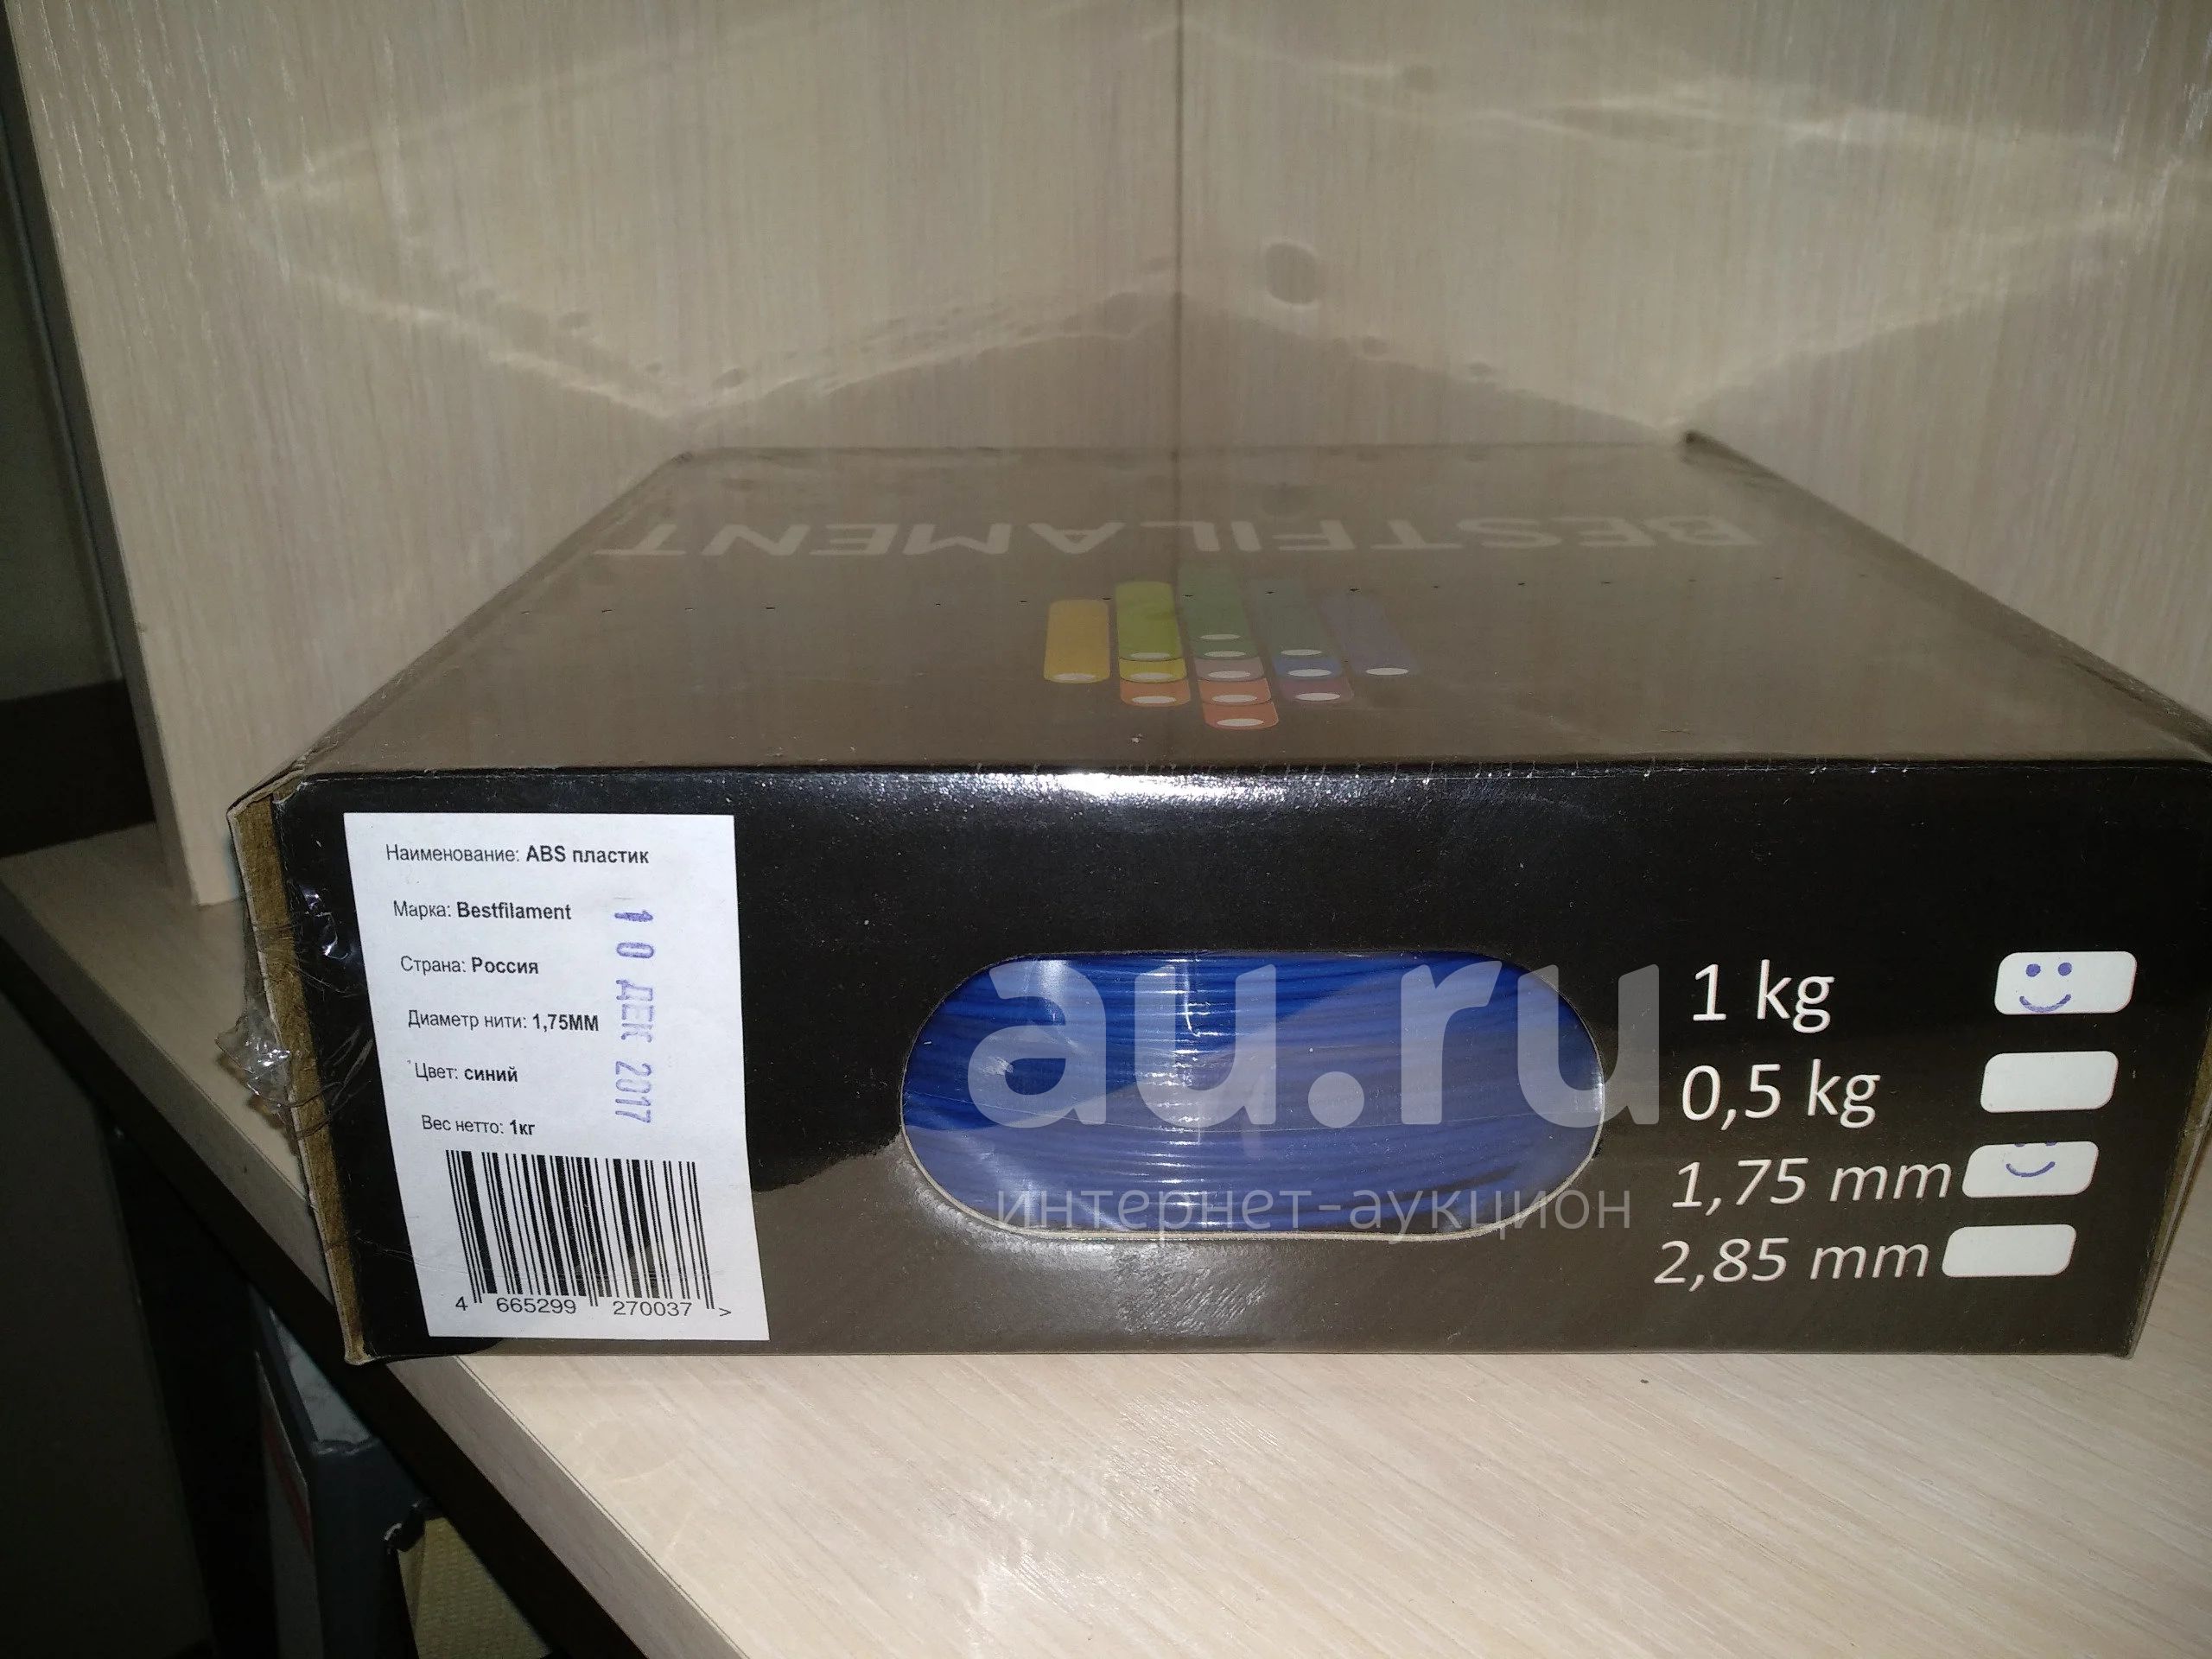 BESTFILAMENT
Наименование: ABS пластик
Марка: Bestfilament
Страна: Россия
Диаметр нити: 1,75ММ
Цвет: синий
Вес нетто: 1кг
10 ДЕК 2017
4 665299 270037 >
au.ru
интернет-аукцион
1 kg
0,5 kg
1,75 mm
2,85 mm